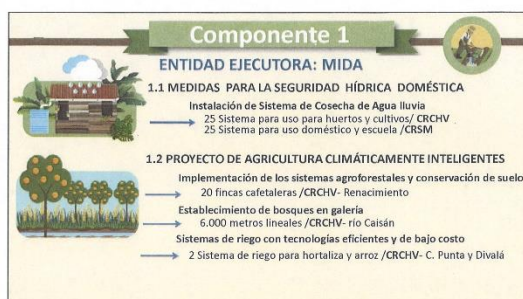 Componente 1
ENTIDAD EJECUTORA: MIDA
1.1 MEDIDAS PARA LA SEGURIDAD HÍDRICA DOMÉSTICA
Instalación de Sistema de Cosecha de Agua lluvia
25 Sistema para uso para huertos y cultivos/ CRCHV
25 Sistema para uso doméstico y escuela /CRSM
1.2 PROYECTO DE AGRICULTURA CLIMÁTICAMENTE INTELIGENTES
Implementación de los sistemas agroforestales y conservación de suelo
20 fincas cafetaleras /CRCHV- Renacimiento
Establecimiento de bosques en galería
6.000 metros lineales /CRCHV- río Caisán
Sistemas de riego con tecnologías eficientes y de bajo costo
2 Sistema de riego para hortaliza y arroz /CRCHV- C. Punta y Divalá